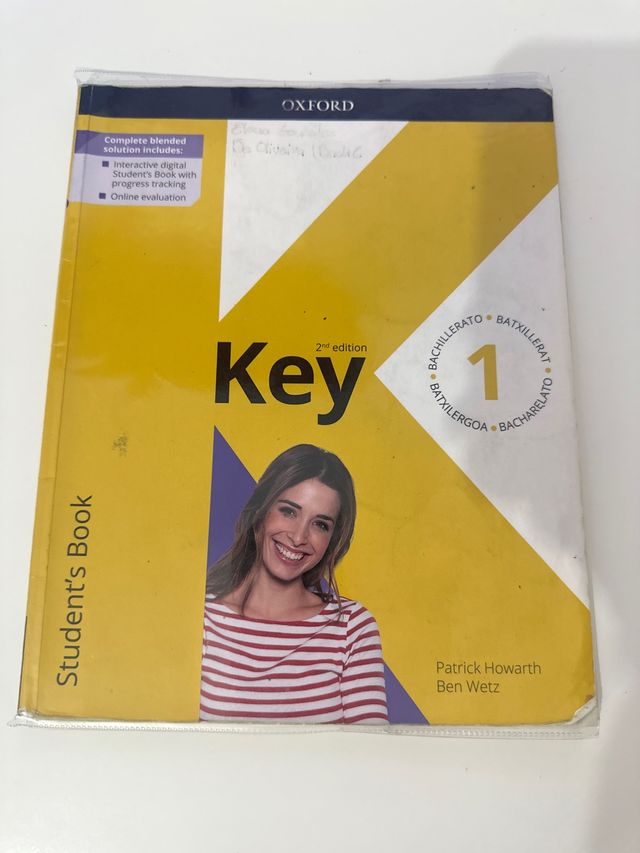 OXFORD
Complete blended
solution includes:
Interactive digital
Student's Book with
progress tracking
Online evaluation
2nd edition
Key
BACHILLERATO • BATXILLERAT • BACHARELATO • BATXILERGOA •
1
Student's Book
Patrick Howarth
Ben Wetz